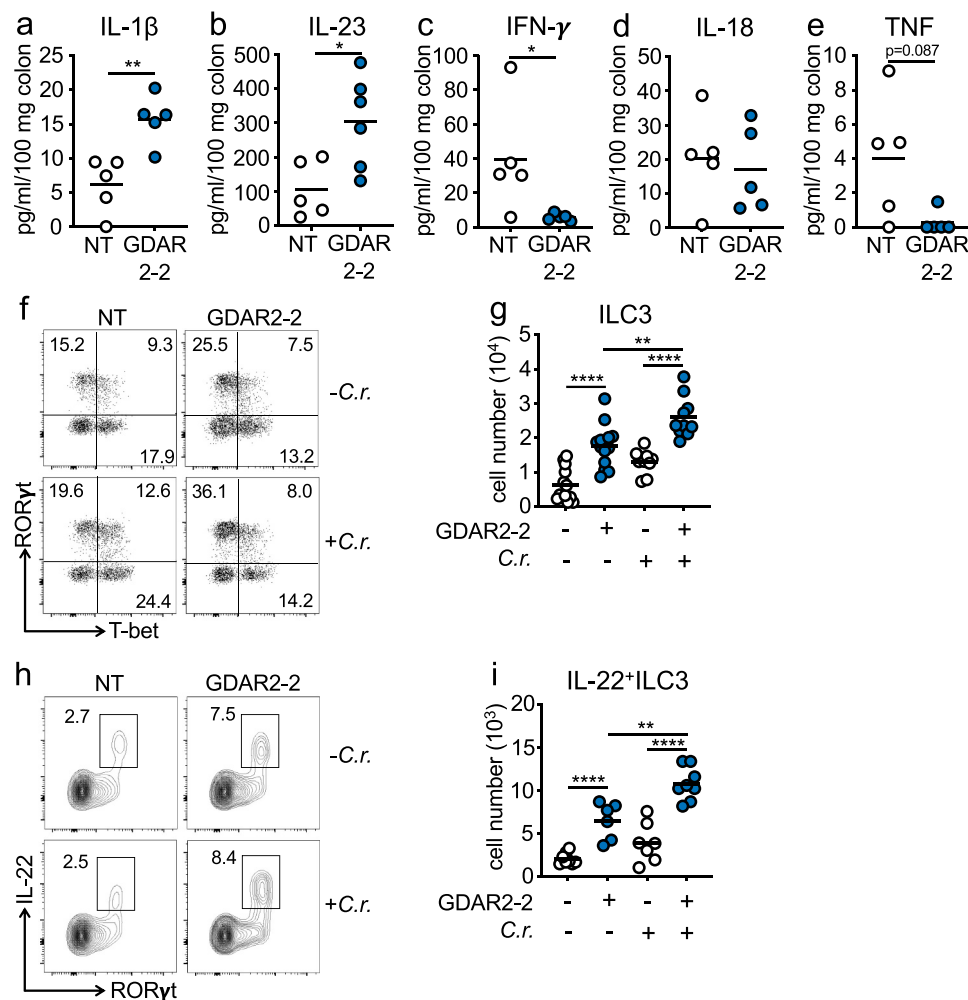 a
IL-1β
**
25
20
15
10
5
0
pg/ml/100 mg colon
NT GDAR
2-2
b
IL-23
*
500
400
300
200
100
0
pg/ml/100 mg colon
NT GDAR
2-2
c
IFN-γ
*
100
80
60
40
20
0
pg/ml/100 mg colon
NT GDAR
2-2
d
IL-18
50
40
30
20
10
0
pg/ml/100 mg colon
NT GDAR
2-2
e
TNF
p=0.087
10
8
6
4
2
0
pg/ml/100 mg colon
NT GDAR
2-2
f
NT GDAR2-2
15.2 9.3 25.5 7.5
-C.r.
17.9 13.2
19.6 12.6 36.1 8.0
+C.r.
24.4 14.2
RORγt
T-bet
g
ILC3
**
**** ****
5
4
3
2
1
0
cell number (10⁴)
GDAR2-2 - + - +
C.r. - - + +
h
NT GDAR2-2
2.7 7.5
-C.r.
2.5 8.4
+C.r.
IL-22
RORγt
i
IL-22⁺ILC3
**
**** ****
15
10
5
0
cell number (10³)
GDAR2-2 - + - +
C.r. - - + +